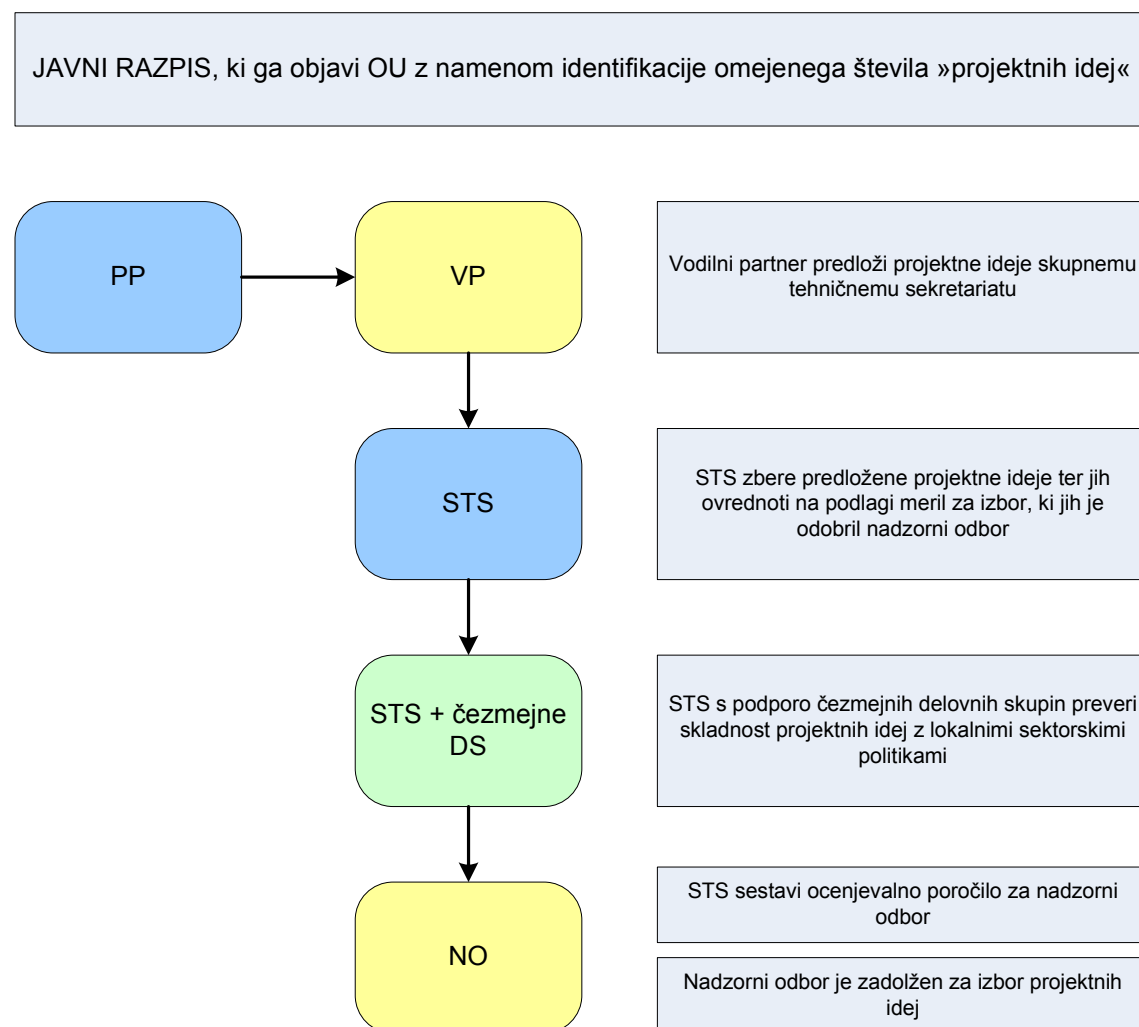 JAVNI RAZPIS, ki ga objavi OU z namenom identifikacije omejenega števila »projektnih idej«
PP
VP
Vodilni partner predloži projektne ideje skupnemu
tehničnemu sekretariatu
STS
STS zbere predložene projektne ideje ter jih
ovrednoti na podlagi meril za izbor, ki jih je
odobril nadzorni odbor
STS + čezmejne
DS
STS s podporo čezmejnih delovnih skupin preveri
skladnost projektnih idej z lokalnimi sektorskimi
politikami
NO
STS sestavi ocenjevalno poročilo za nadzorni
odbor
Nadzorni odbor je zadolžen za izbor projektnih
idej